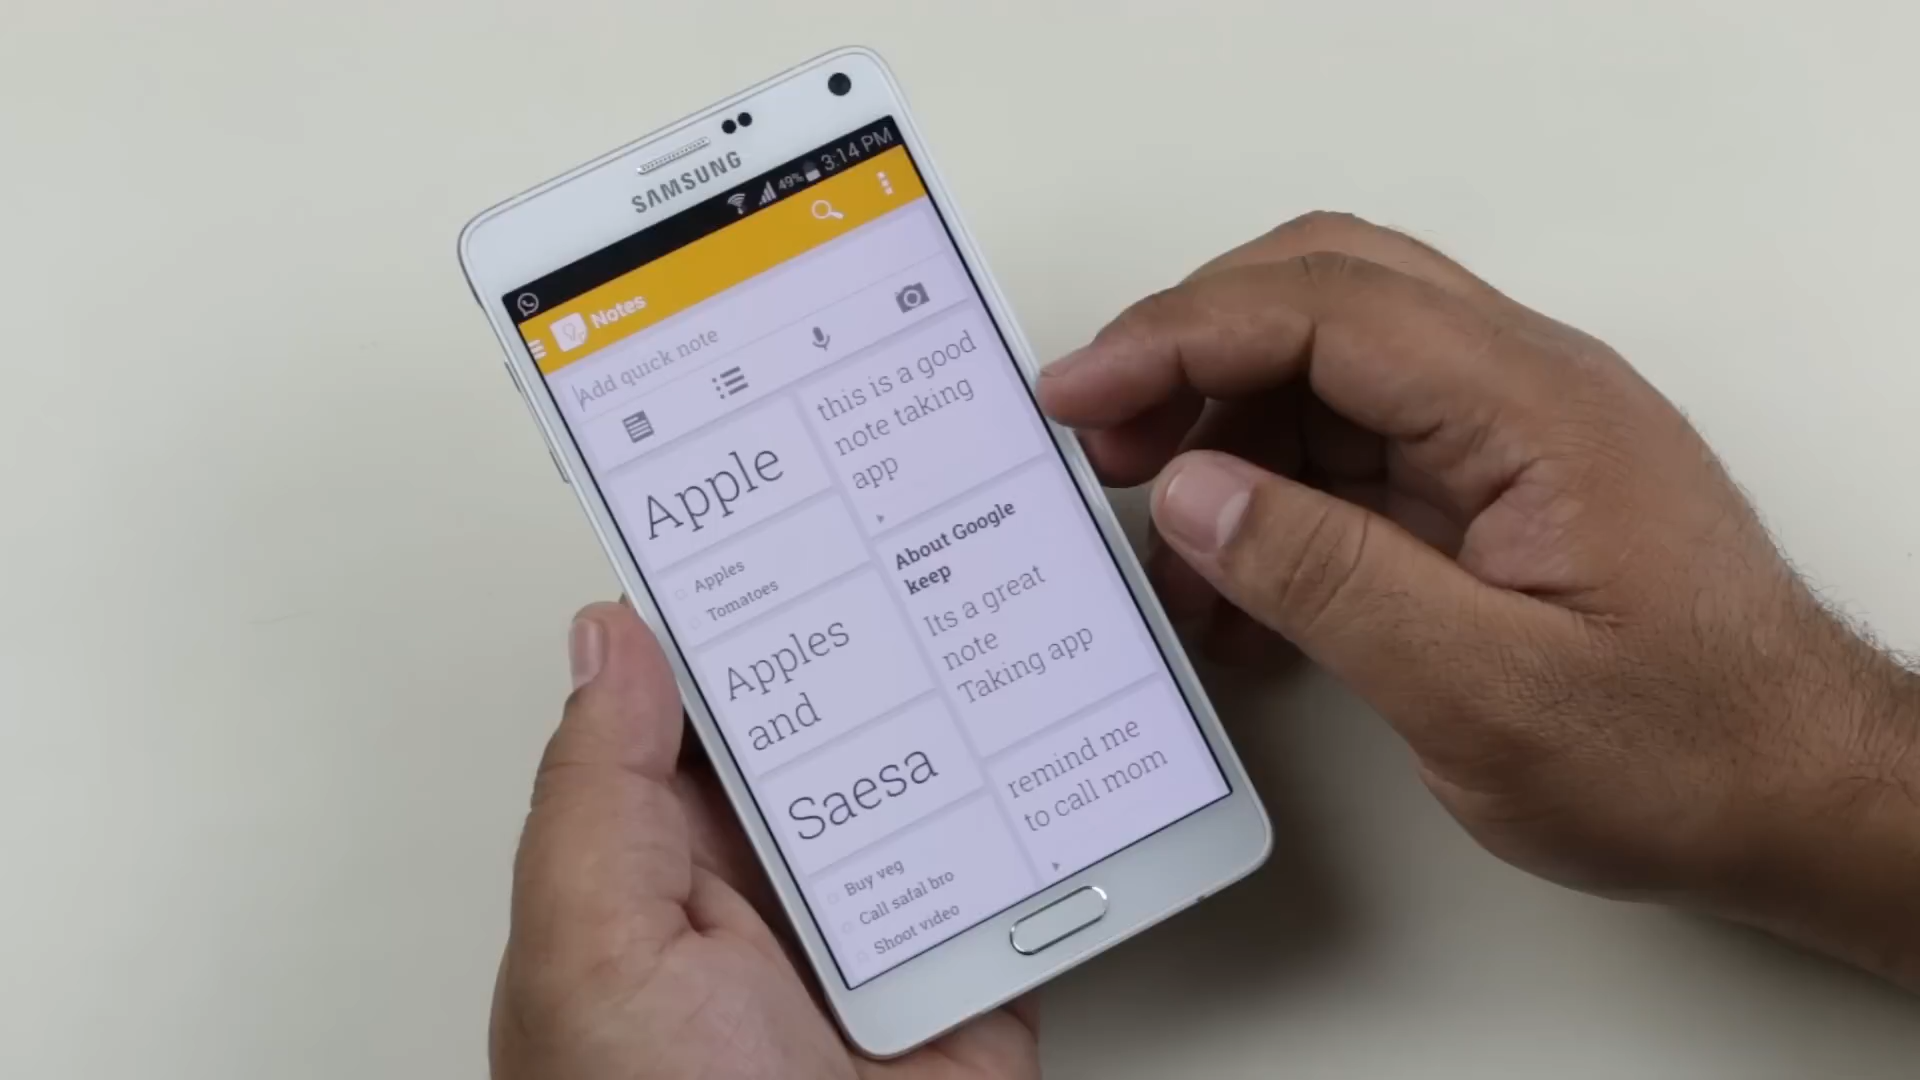 SAMSUNG
49% 3:14 PM
Notes
Add quick note
Apple
Apples
Tomatoes
Apples
and
Saesa
Buy veg
Call safal bro
Shoot video
this is a good
note taking
app
About Google
keep
Its a great
note
Taking app
remind me
to call mom